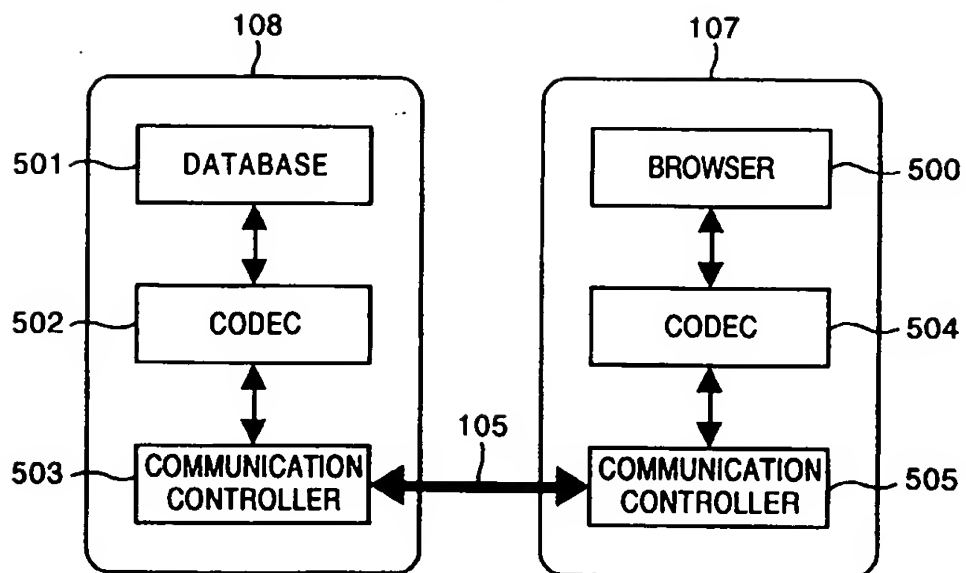 108
107
501
DATABASE
BROWSER
500
502
CODEC
CODEC
504
105
503
COMMUNICATION
CONTROLLER
COMMUNICATION
CONTROLLER
505